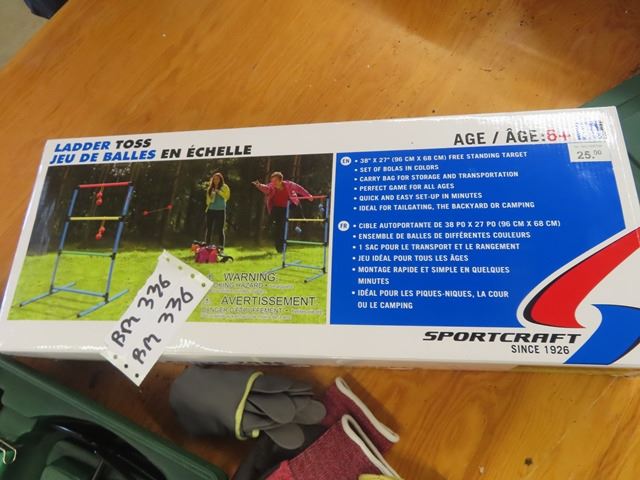 LADDER TOSS
JEU DE BALLES EN ÉCHELLE
AGE / ÂGE: 8+
25.00
EN • 38" X 27" (96 CM X 68 CM) FREE STANDING TARGET
• SET OF BOLAS IN COLORS
• CARRY BAG FOR STORAGE AND TRANSPORTATION
• PERFECT GAME FOR ALL AGES
• QUICK AND EASY SET-UP IN MINUTES
• IDEAL FOR TAILGATING, THE BACKYARD OR CAMPING
FR • CIBLE AUTOPORTANTE DE 38 PO X 27 PO (96 CM X 68 CM)
• ENSEMBLE DE BALLES DE DIFFÉRENTES COULEURS
• 1 SAC POUR LE TRANSPORT ET LE RANGEMENT
• JEU IDÉAL POUR TOUS LES ÂGES
• MONTAGE RAPIDE ET SIMPLE EN QUELQUES
MINUTES
• IDÉAL POUR LES PIQUES-NIQUES, LA COUR
OU LE CAMPING
WARNING:
OKING HAZARD
AVERTISSEMENT
ANGER D'ÉTOUFFEMENT
BM 336
BM 336
SPORTCRAFT
SINCE 1926